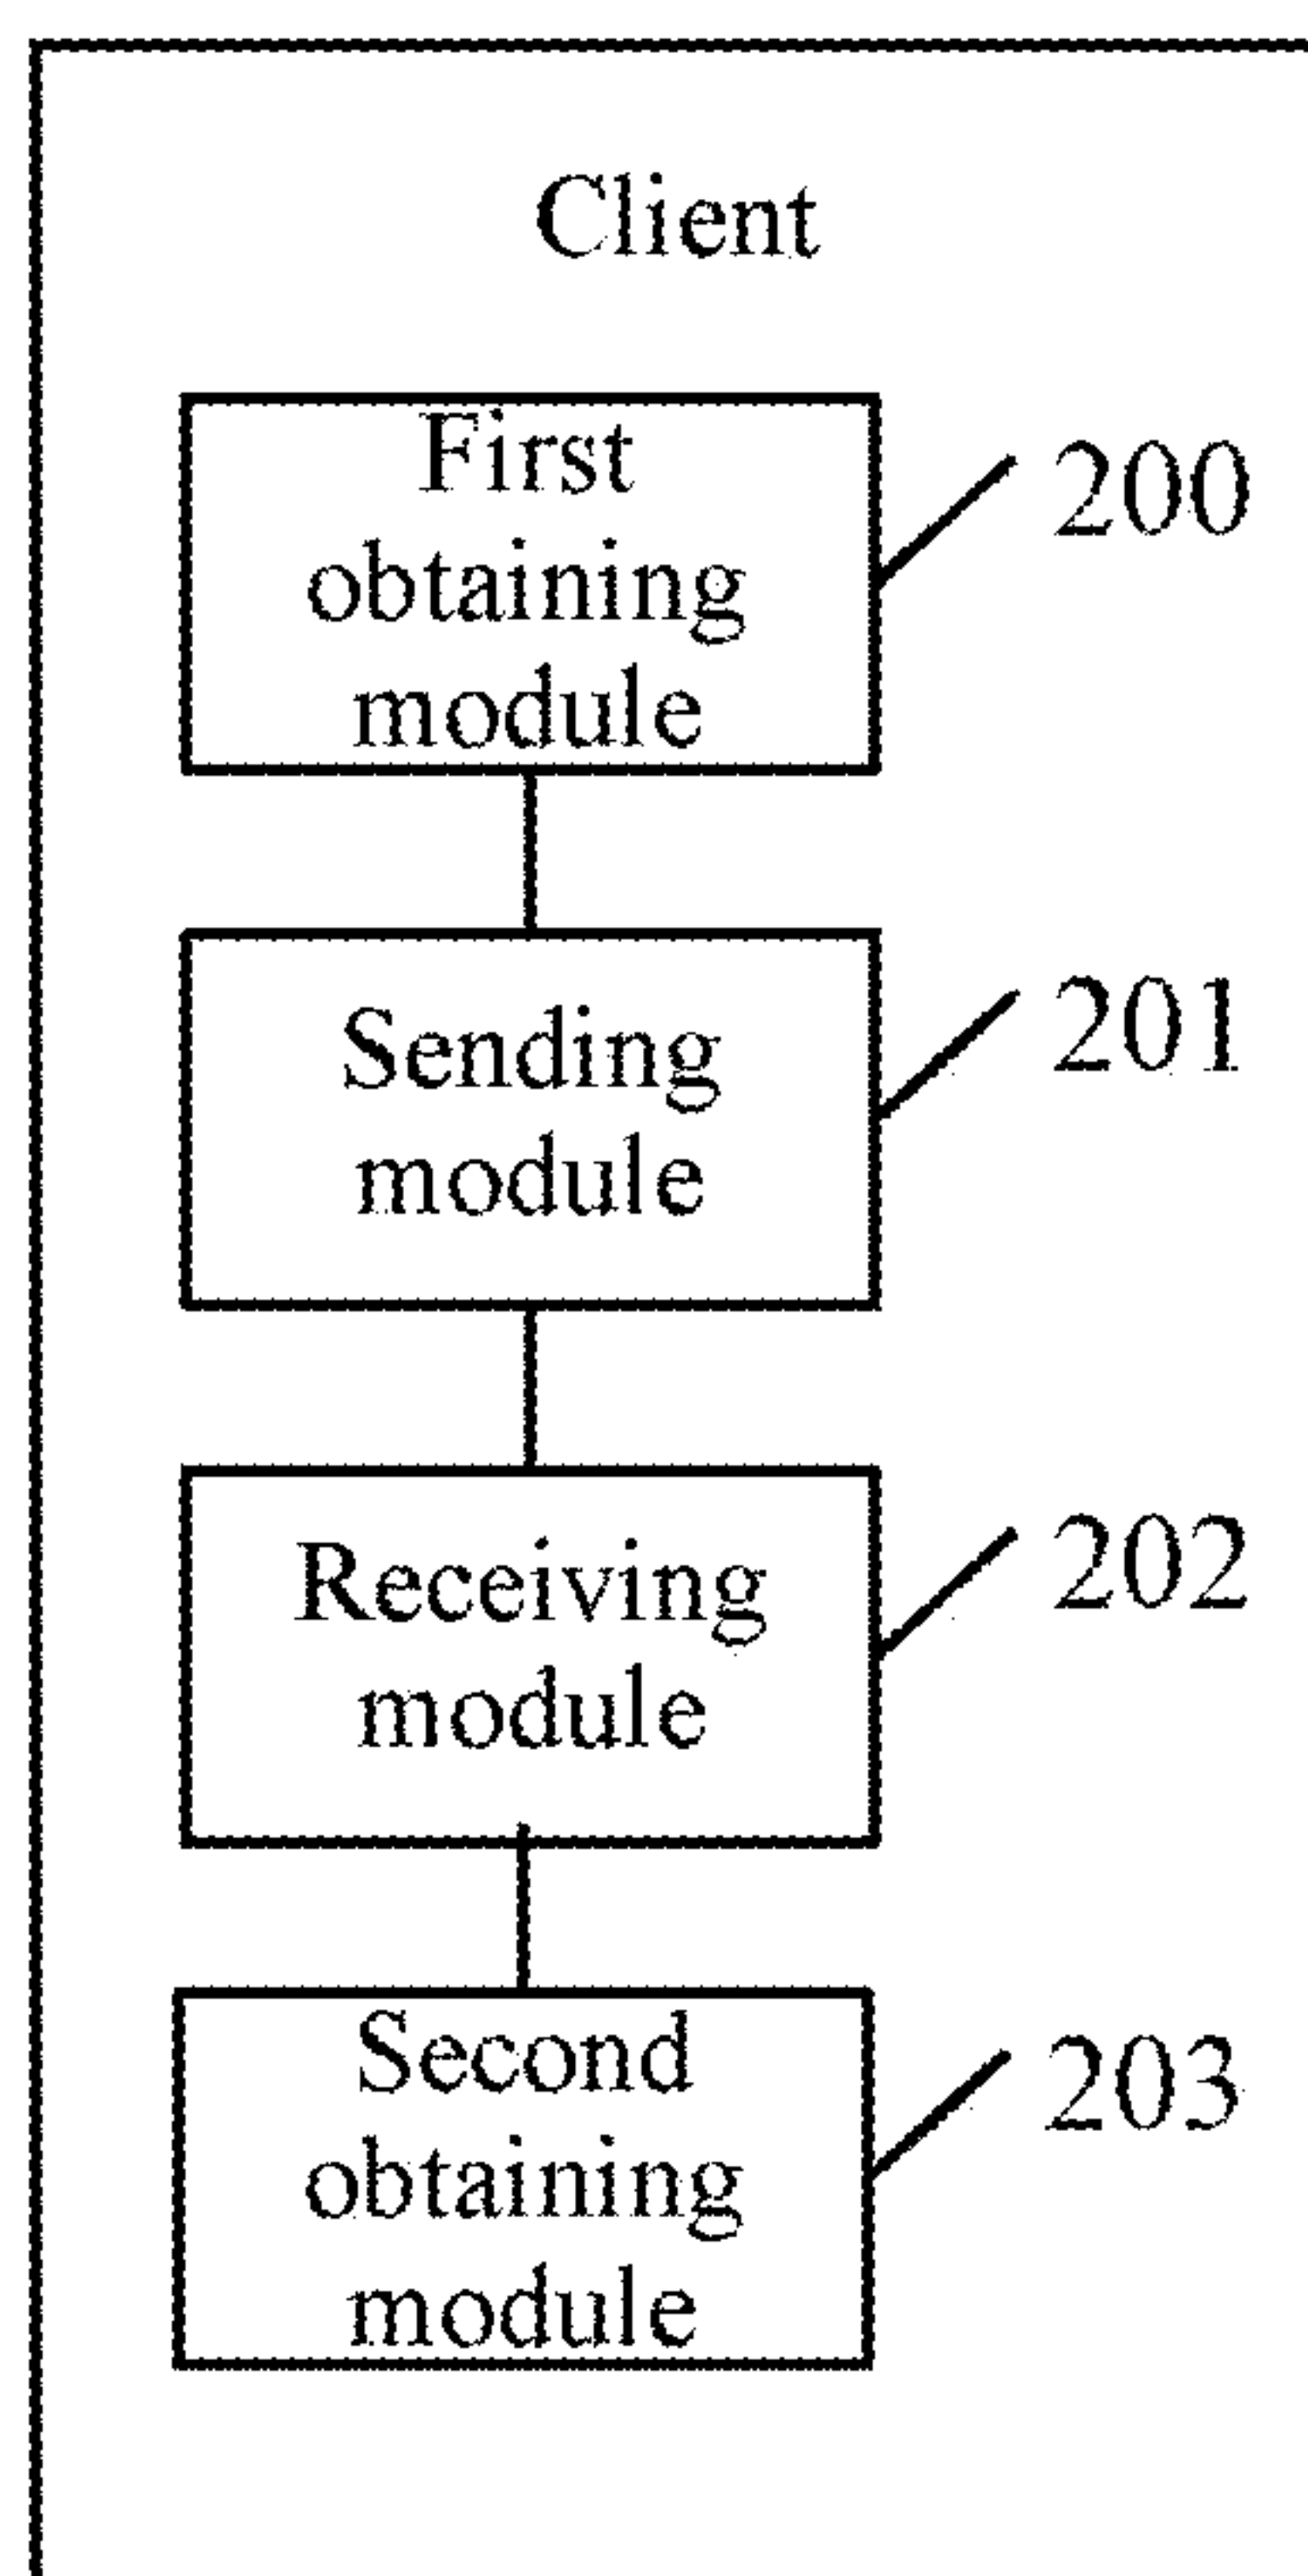 Client
First
obtaining
module
200
Sending
module
201
Receiving
module
202
Second
obtaining
module
203